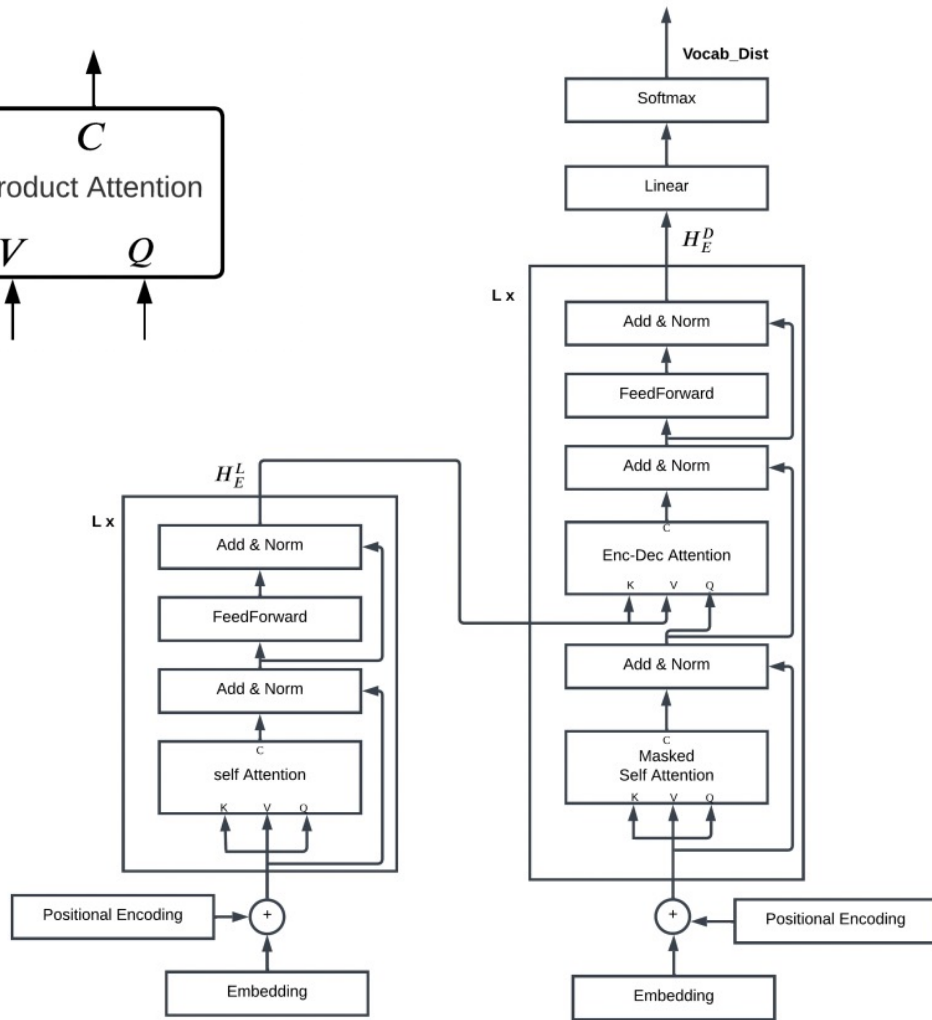 C
roduct Attention
V
Q
Vocab_Dist
Softmax
Linear
H_E^D
L x
Add & Norm
FeedForward
Add & Norm
C
Enc-Dec Attention
K V Q
Add & Norm
C
Masked
Self Attention
K V Q
+
Positional Encoding
Embedding
H_E^L
L x
Add & Norm
FeedForward
Add & Norm
C
self Attention
K V Q
Positional Encoding
+
Embedding